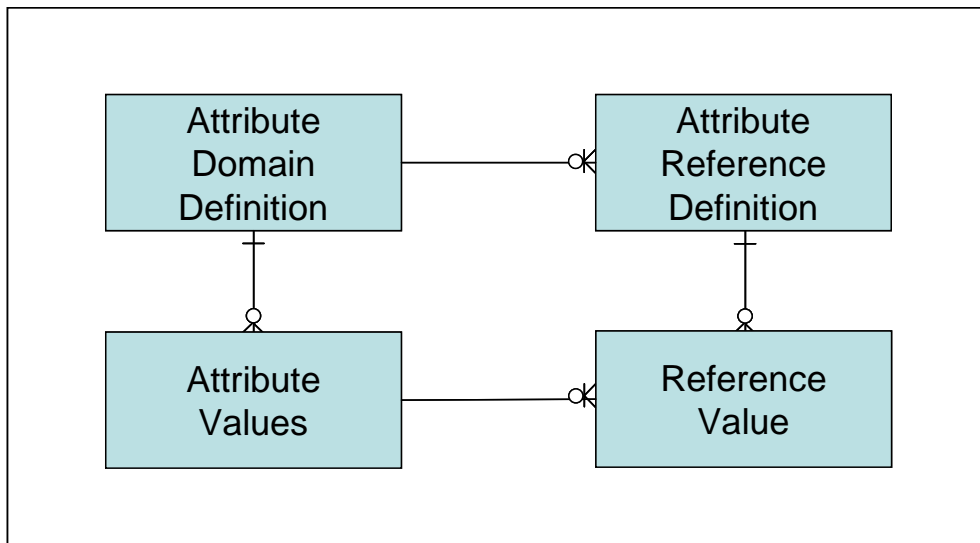 Attribute
Domain
Definition
Attribute
Reference
Definition
Attribute
Values
Reference
Value